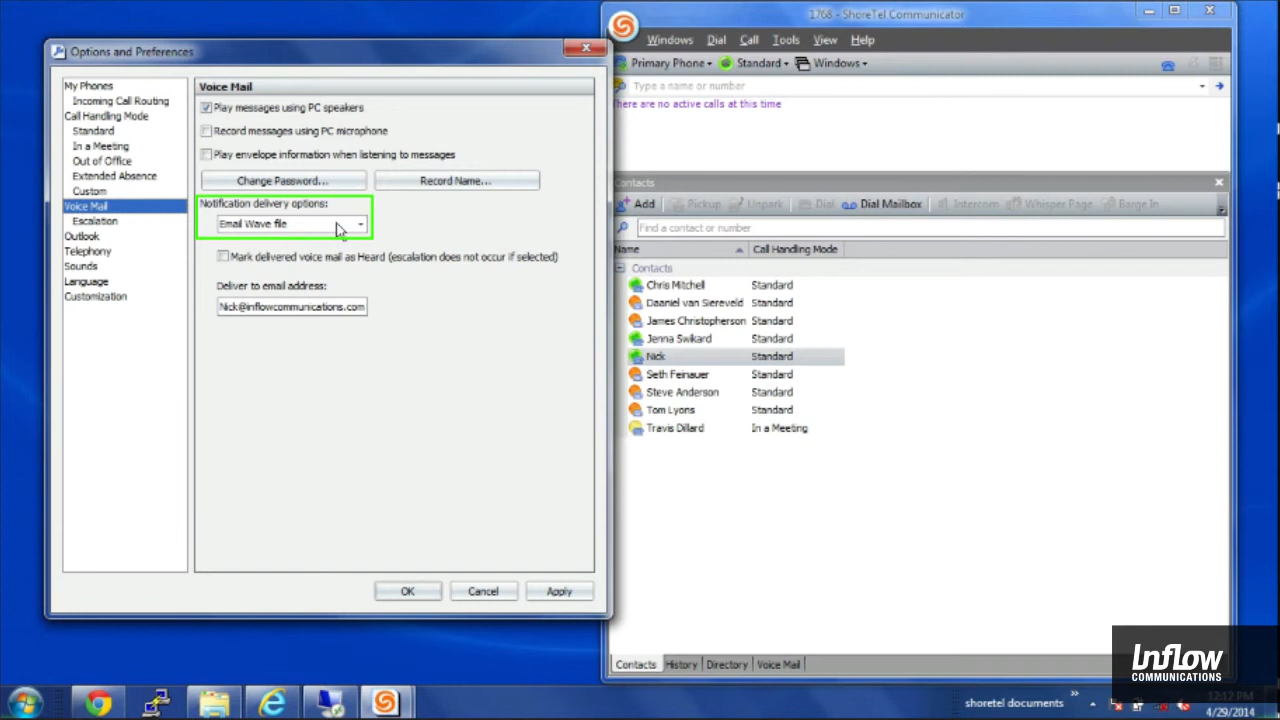 Options and Preferences
My Phones
Incoming Call Routing
Call Handling Mode
Standard
In a Meeting
Out of Office
Extended Absence
Custom
Voice Mail
Escalation
Outlook
Telephony
Sounds
Language
Customization
Voice Mail
Play messages using PC speakers
Record messages using PC microphone
Play envelope information when listening to messages
Change Password... Record Name...
Notification delivery options:
Email Wave file
Mark delivered voice mail as Heard (escalation does not occur if selected)
Deliver to email address:
Nick@inflowcommunications.com
OK Cancel Apply
1768 - ShoreTel Communicator
Windows Dial Call Tools View Help
Primary Phone Standard Windows
Type a name or number
There are no active calls at this time
Contacts
Add Pickup Unpark Dial Dial Mailbox Intercom Whisper Page Barge In
Find a contact or number
Name Call Handling Mode
Contacts
Chris Mitchell Standard
Daaniel van Siereveld Standard
James Christopherson Standard
Jenna Swikard Standard
Nick Standard
Seth Feinauer Standard
Steve Anderson Standard
Tom Lyons Standard
Travis Dillard In a Meeting
Contacts History Directory Voice Mail
Inflow
COMMUNICATIONS
shoretel documents
12:12 PM
4/29/2014